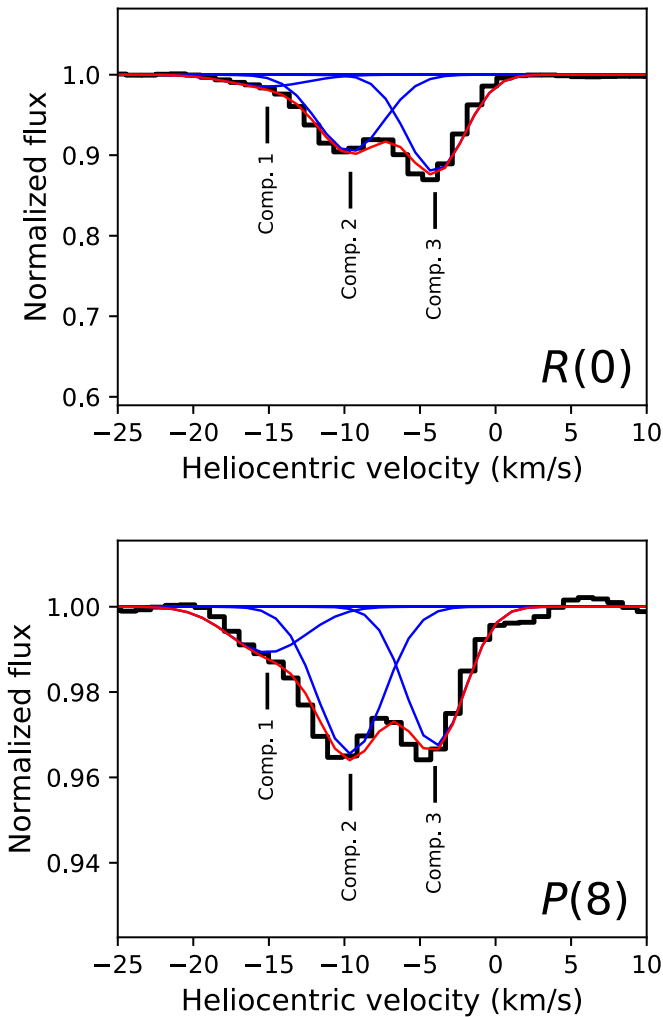 Normalized flux
1.0
0.9
0.8
0.7
0.6
Comp. 1
Comp. 2
Comp. 3
R(0)
−25 −20 −15 −10 −5 0 5 10
Heliocentric velocity (km/s)
Normalized flux
1.00
0.98
0.96
0.94
Comp. 1
Comp. 2
Comp. 3
P(8)
−25 −20 −15 −10 −5 0 5 10
Heliocentric velocity (km/s)